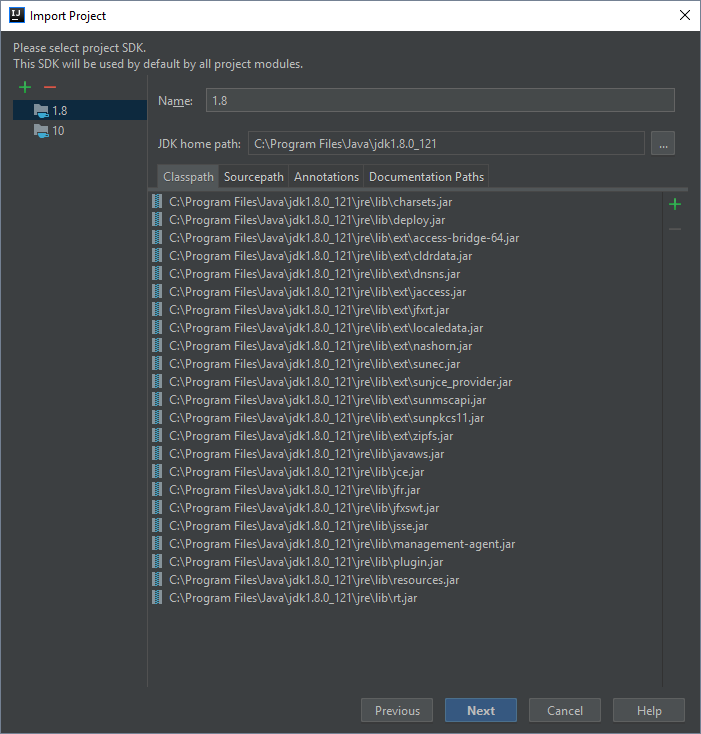 IJ Import Project
Please select project SDK.
This SDK will be used by default by all project modules.
1.8
10
Name: 1.8
JDK home path: C:\Program Files\Java\jdk1.8.0_121 ...
Classpath Sourcepath Annotations Documentation Paths
C:\Program Files\Java\jdk1.8.0_121\jre\lib\charsets.jar
C:\Program Files\Java\jdk1.8.0_121\jre\lib\deploy.jar
C:\Program Files\Java\jdk1.8.0_121\jre\lib\ext\access-bridge-64.jar
C:\Program Files\Java\jdk1.8.0_121\jre\lib\ext\cldrdata.jar
C:\Program Files\Java\jdk1.8.0_121\jre\lib\ext\dnsns.jar
C:\Program Files\Java\jdk1.8.0_121\jre\lib\ext\jaccess.jar
C:\Program Files\Java\jdk1.8.0_121\jre\lib\ext\jfxrt.jar
C:\Program Files\Java\jdk1.8.0_121\jre\lib\ext\localedata.jar
C:\Program Files\Java\jdk1.8.0_121\jre\lib\ext\nashorn.jar
C:\Program Files\Java\jdk1.8.0_121\jre\lib\ext\sunec.jar
C:\Program Files\Java\jdk1.8.0_121\jre\lib\ext\sunjce_provider.jar
C:\Program Files\Java\jdk1.8.0_121\jre\lib\ext\sunmscapi.jar
C:\Program Files\Java\jdk1.8.0_121\jre\lib\ext\sunpkcs11.jar
C:\Program Files\Java\jdk1.8.0_121\jre\lib\ext\zipfs.jar
C:\Program Files\Java\jdk1.8.0_121\jre\lib\javaws.jar
C:\Program Files\Java\jdk1.8.0_121\jre\lib\jce.jar
C:\Program Files\Java\jdk1.8.0_121\jre\lib\jfr.jar
C:\Program Files\Java\jdk1.8.0_121\jre\lib\jfxswt.jar
C:\Program Files\Java\jdk1.8.0_121\jre\lib\jsse.jar
C:\Program Files\Java\jdk1.8.0_121\jre\lib\management-agent.jar
C:\Program Files\Java\jdk1.8.0_121\jre\lib\plugin.jar
C:\Program Files\Java\jdk1.8.0_121\jre\lib\resources.jar
C:\Program Files\Java\jdk1.8.0_121\jre\lib\rt.jar
Previous Next Cancel Help